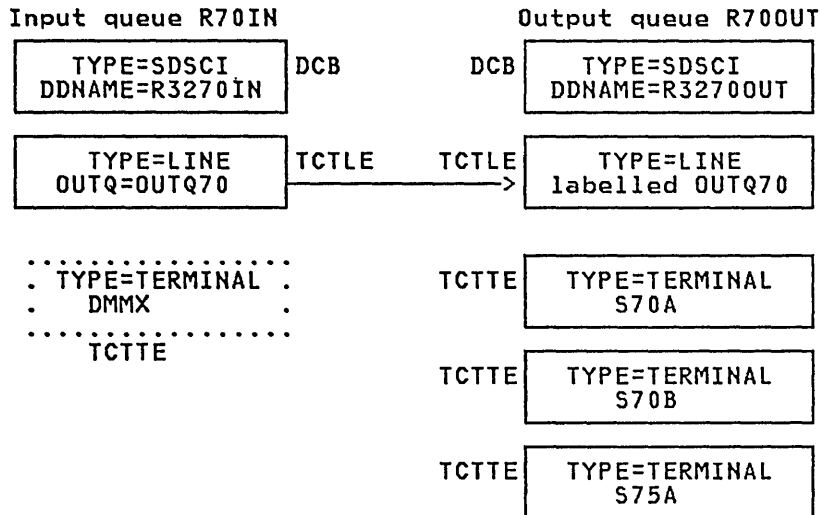 Input queue R70IN
Output queue R70OUT
TYPE=SDSCI
DDNAME=R3270IN
DCB
DCB
TYPE=SDSCI
DDNAME=R3270OUT
TYPE=LINE
OUTQ=OUTQ70
TCTLE
TCTLE
TYPE=LINE
labelled OUTQ70
TYPE=TERMINAL
DMMX
TCTTE
TCTTE
TYPE=TERMINAL
S70A
TCTTE
TYPE=TERMINAL
S70B
TCTTE
TYPE=TERMINAL
S75A